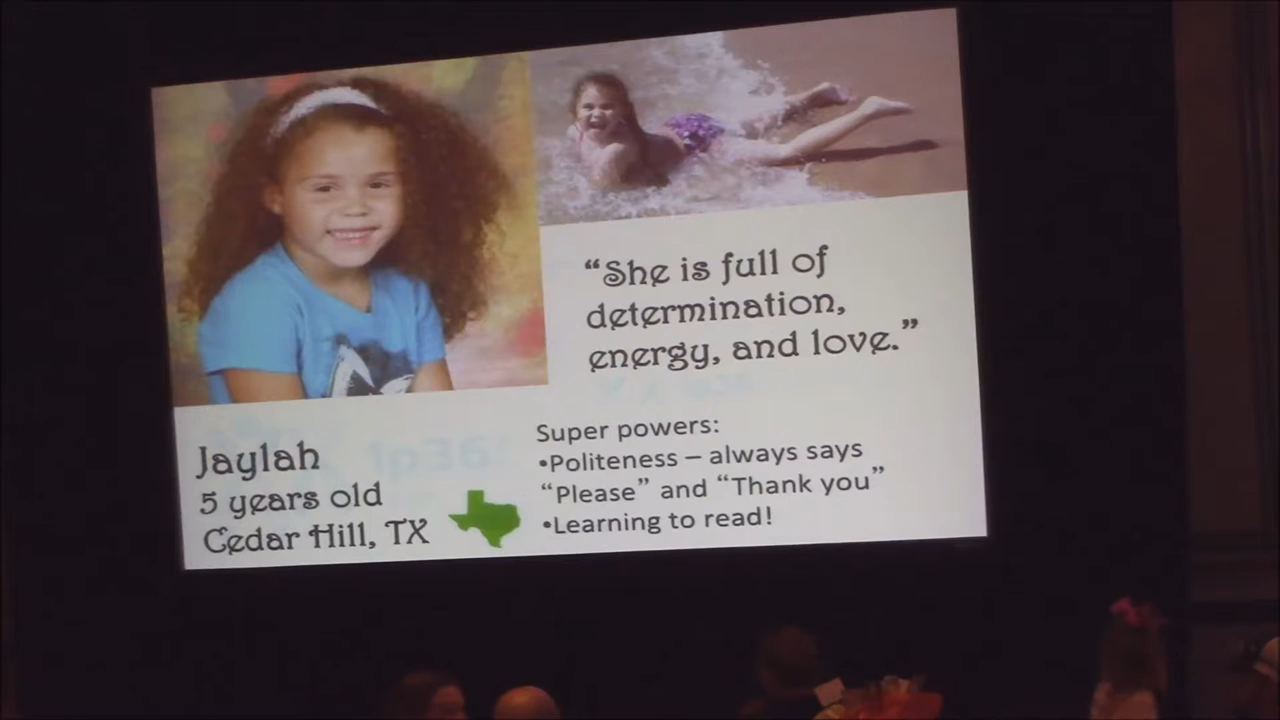 “She is full of
determination,
energy, and love.”
Jaylah
5 years old
Cedar Hill, TX
Super powers:
•Politeness – always says
“Please” and “Thank you”
•Learning to read!
1p36